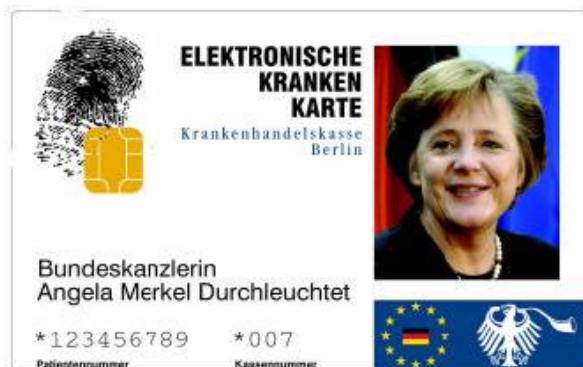 ELEKTRONISCHE
KRANKEN
KARTE
Krankenhandelskasse
Berlin
Bundeskanzlerin
Angela Merkel Durchleuchtet
*123456789 *007
Patientennummer Kassennummer